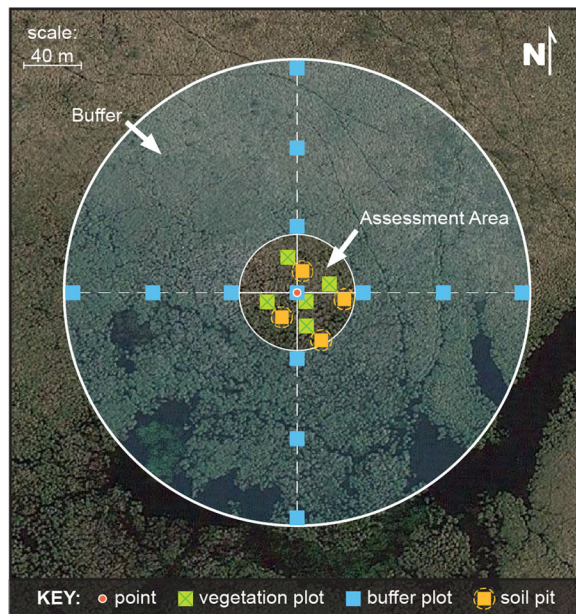 scale:
40 m
N
Buffer
Assessment Area
KEY: point vegetation plot buffer plot soil pit